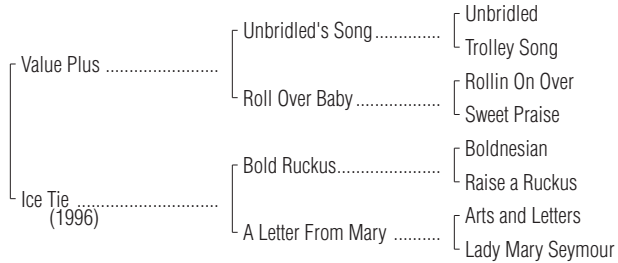 Unbridled
Unbridled's Song..............
Trolley Song
Value Plus ........................
Rollin On Over
Roll Over Baby ..................
Sweet Praise
Boldnesian
Bold Ruckus......................
Raise a Ruckus
Ice Tie ..............................
(1996)
Arts and Letters
A Letter From Mary ..........
Lady Mary Seymour